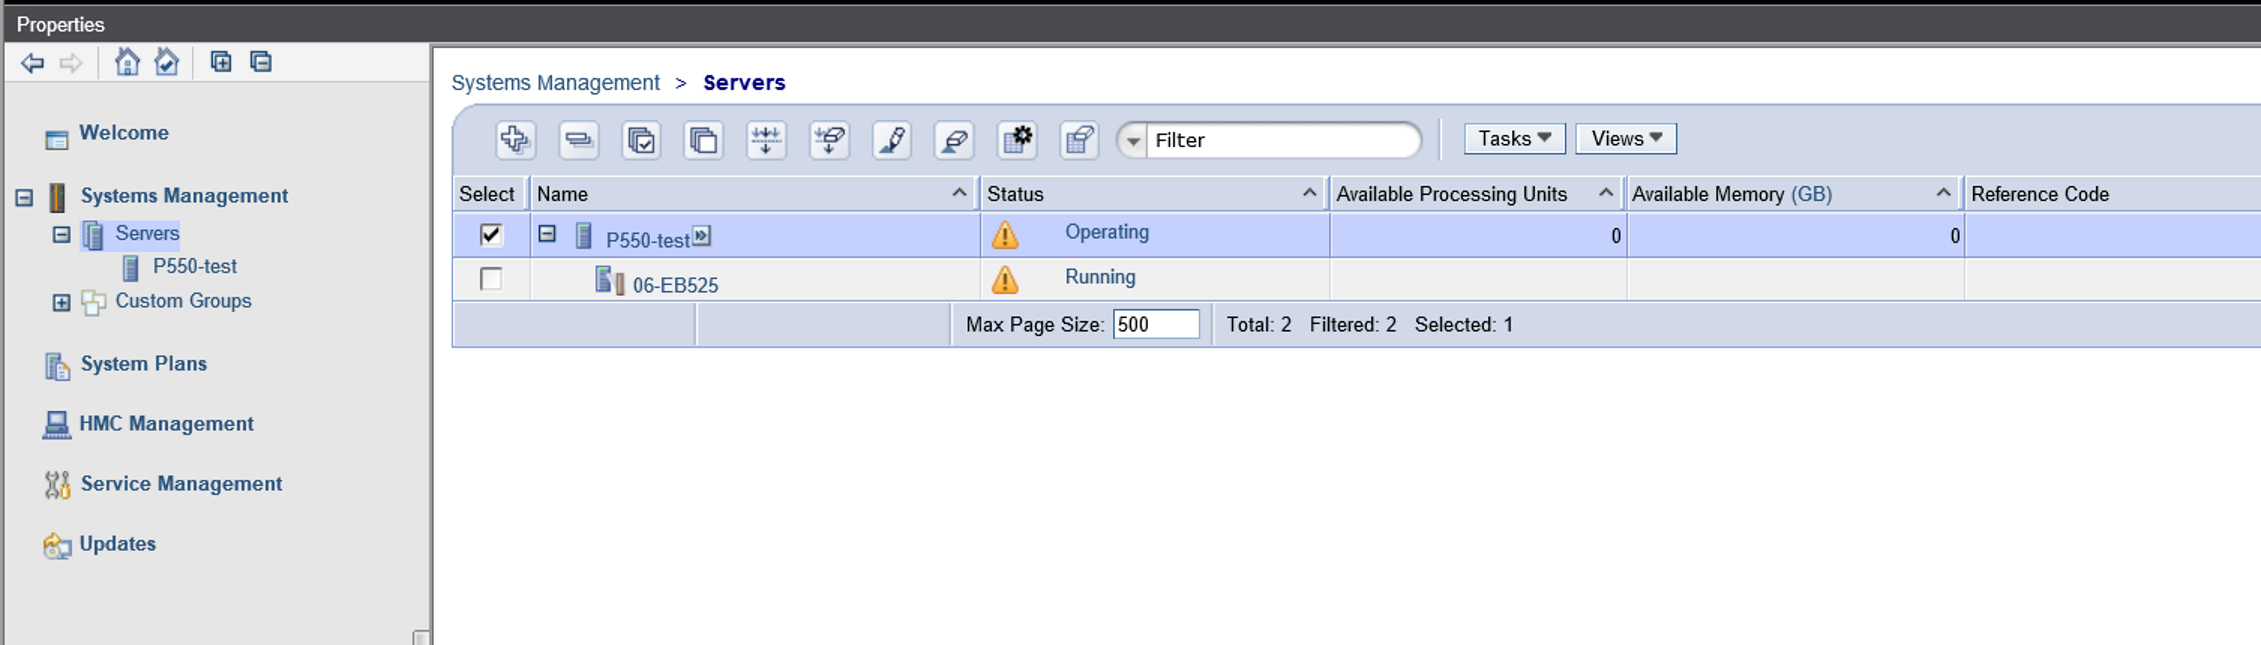 Properties
Welcome
Systems Management
Servers
P550-test
Custom Groups
System Plans
HMC Management
Service Management
Updates
Systems Management > Servers
Filter Tasks Views
Select Name Status Available Processing Units Available Memory (GB) Reference Code
P550-test Operating 0 0
06-EB525 Running
Max Page Size: 500 Total: 2 Filtered: 2 Selected: 1